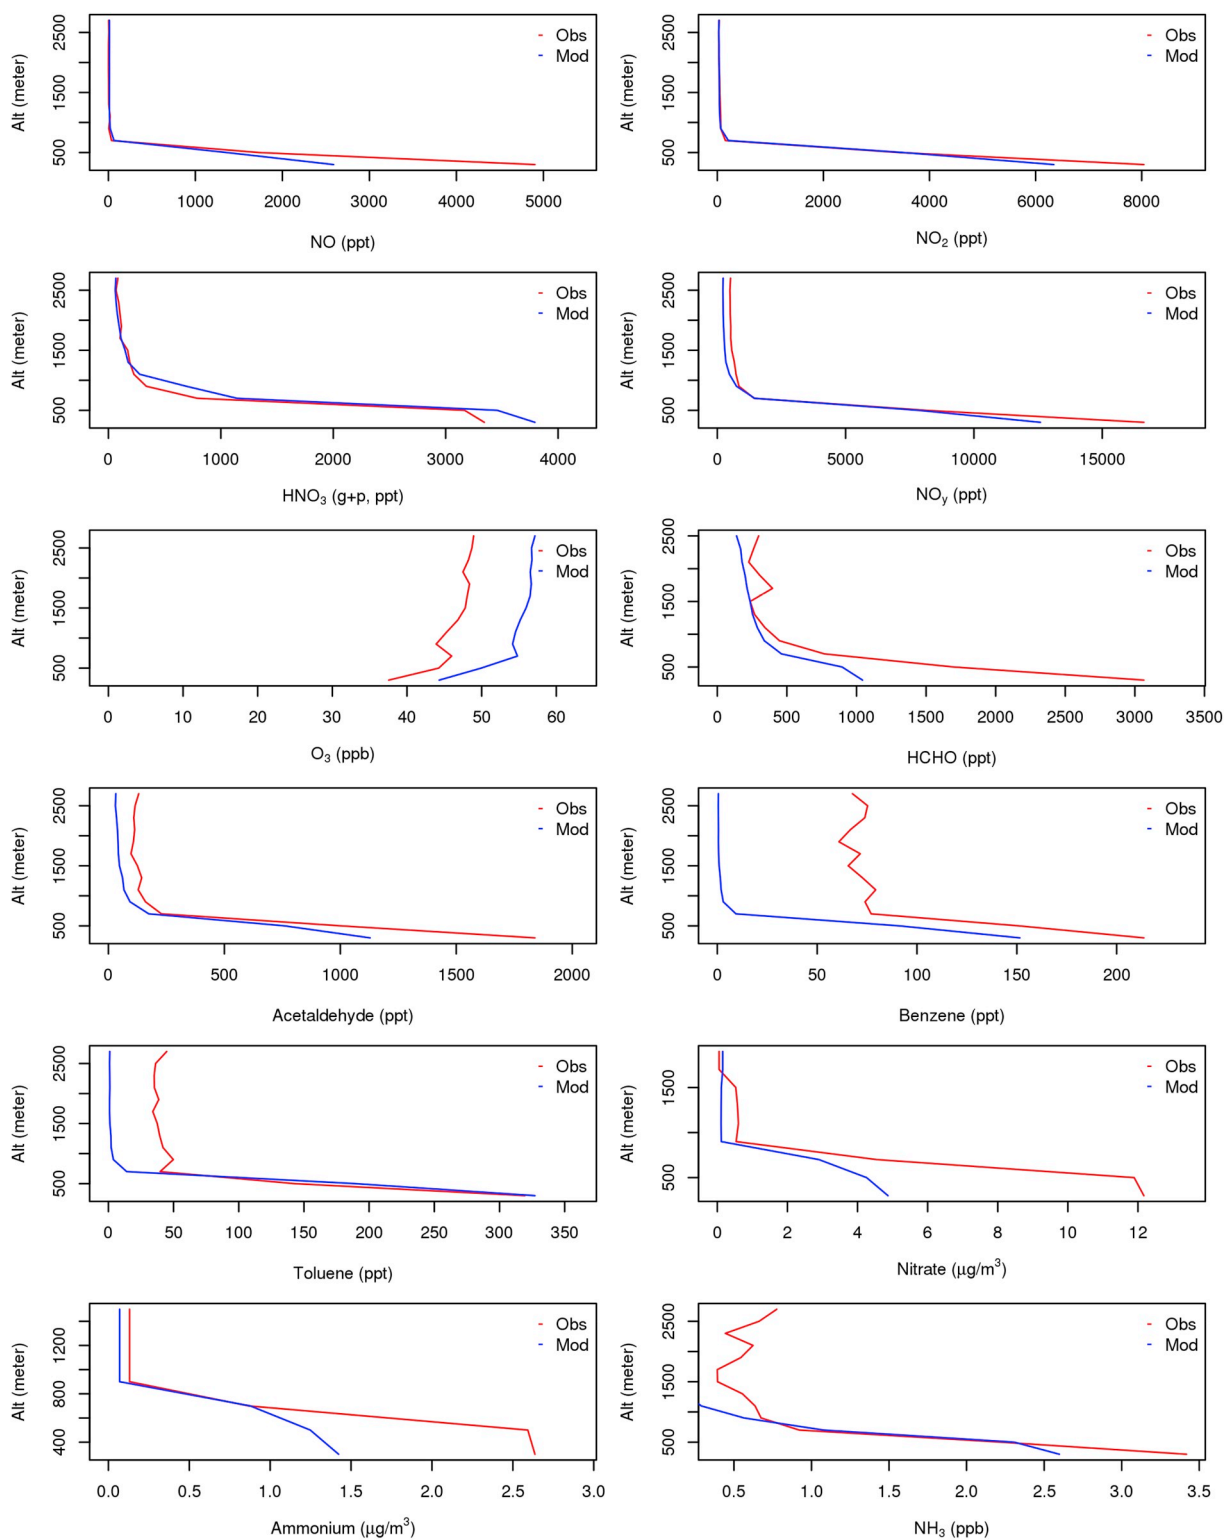 Alt (meter)
500 1500 2500
Obs
Mod
0 1000 2000 3000 4000 5000
NO (ppt)
Alt (meter)
500 1500 2500
Obs
Mod
0 2000 4000 6000 8000
NO₂ (ppt)
Alt (meter)
500 1500 2500
Obs
Mod
0 1000 2000 3000 4000
HNO₃ (g+p, ppt)
Alt (meter)
500 1500 2500
Obs
Mod
0 5000 10000 15000
NOy (ppt)
Alt (meter)
500 1500 2500
Obs
Mod
0 10 20 30 40 50 60
O₃ (ppb)
Alt (meter)
500 1500 2500
Obs
Mod
0 500 1000 1500 2000 2500 3000 3500
HCHO (ppt)
Alt (meter)
500 1500 2500
Obs
Mod
0 500 1000 1500 2000
Acetaldehyde (ppt)
Alt (meter)
500 1500 2500
Obs
Mod
0 50 100 150 200
Benzene (ppt)
Alt (meter)
500 1500 2500
Obs
Mod
0 50 100 150 200 250 300 350
Toluene (ppt)
Alt (meter)
500 1500
Obs
Mod
0 2 4 6 8 10 12
Nitrate (μg/m³)
Alt (meter)
400 800 1200
Obs
Mod
0.0 0.5 1.0 1.5 2.0 2.5 3.0
Ammonium (μg/m³)
Alt (meter)
500 1500 2500
Obs
Mod
0.5 1.0 1.5 2.0 2.5 3.0 3.5
NH₃ (ppb)